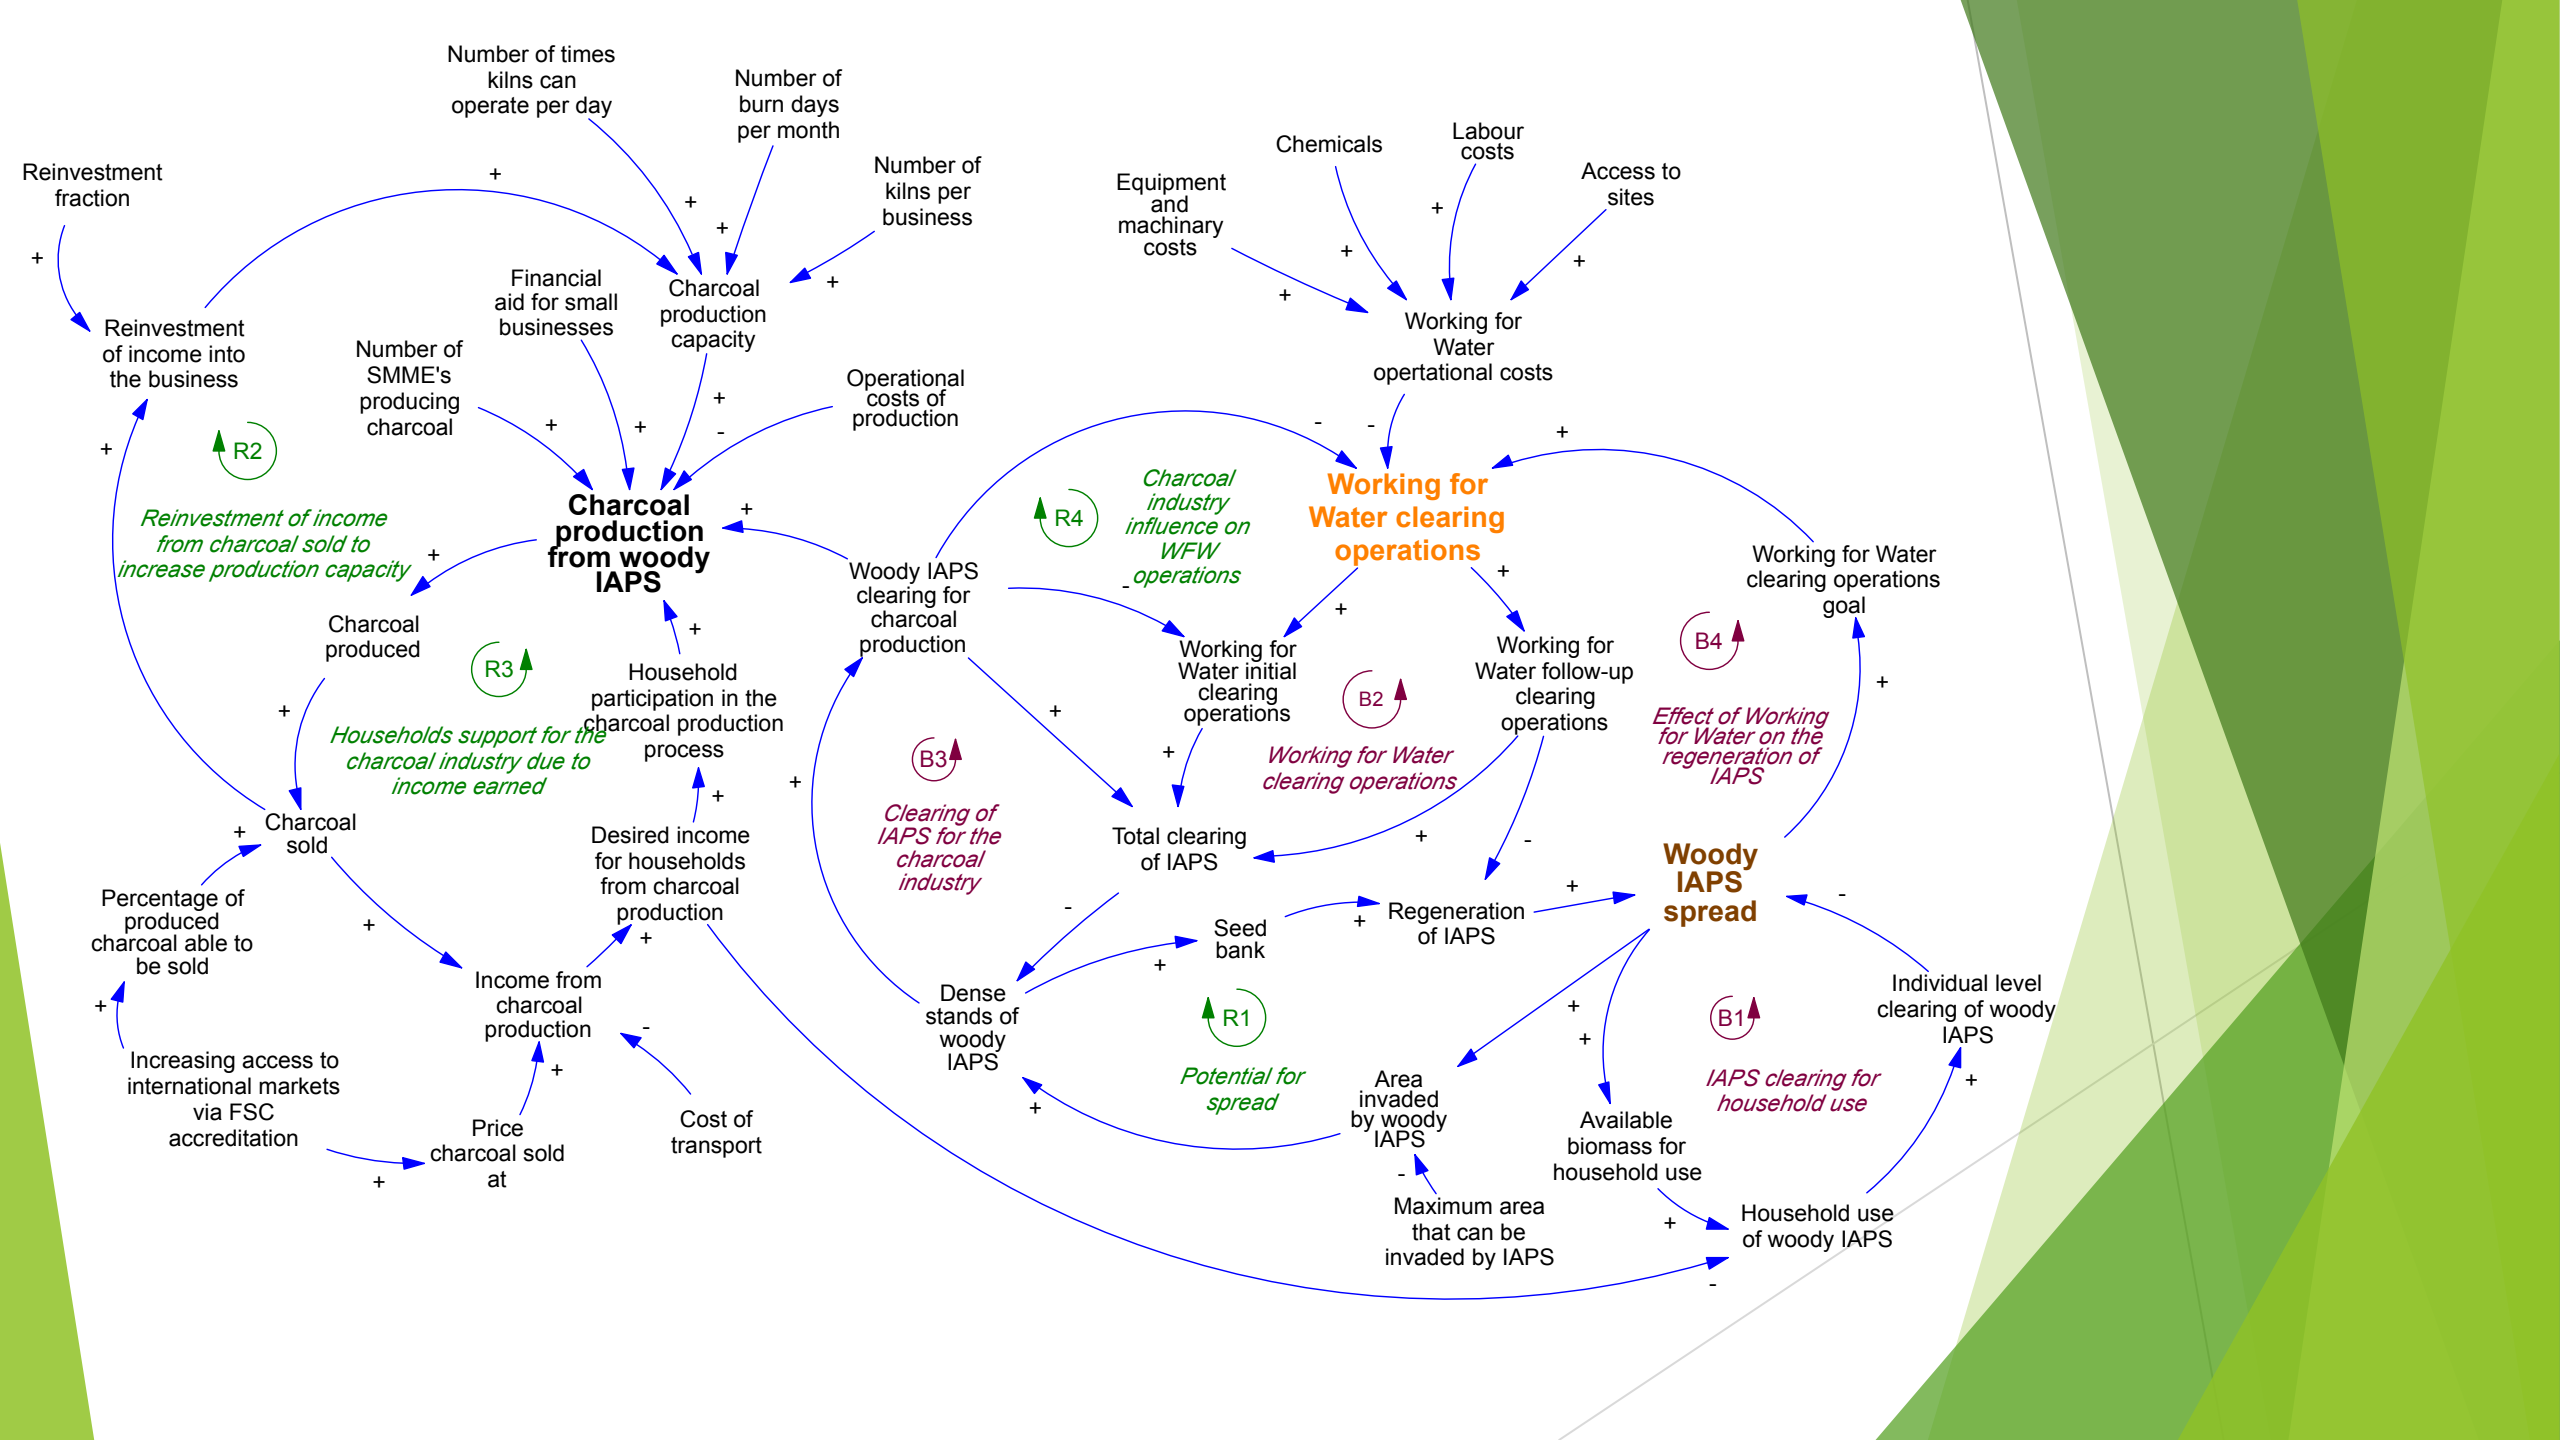 Number of times
kilns can
operate per day
Number of
burn days
per month
Number of
kilns per
business
Reinvestment
fraction
+
+
+
+
+
Financial
aid for small
businesses
Charcoal
production
capacity
Reinvestment
of income into
the business
Number of
SMME's
producing
charcoal
Operational
costs of
production
+
+
+
-
+
R2
Reinvestment of income
from charcoal sold to
increase production capacity
Charcoal
production
from woody
IAPS
+
+
Charcoal
produced
R3
+
Household
participation in the
charcoal production
process
+
Households support for the
charcoal industry due to
income earned
+
Charcoal
sold
+
Desired income
for households
from charcoal
production
Percentage of
produced
charcoal able to
be sold
+
+
+
Income from
charcoal
production
-
Increasing access to
international markets
via FSC
accreditation
+
Price
charcoal sold
at
+
Cost of
transport
Chemicals
Labour
costs
Access to
sites
Equipment
and
machinary
costs
+
+
+
+
Working for
Water
opertational costs
-
-
+
Charcoal
industry
influence on
WFW
operations
R4
Working for
Water clearing
operations
Woody IAPS
clearing for
charcoal
production
-
+
+
Working for Water
clearing operations
goal
Working for
Water initial
clearing
operations
Working for
Water follow-up
clearing
operations
B4
+
B2
Effect of Working
for Water on the
regeneration of
IAPS
+
+
Working for Water
clearing operations
B3
+
Clearing of
IAPS for the
charcoal
industry
Total clearing
of IAPS
+
-
Woody
IAPS
spread
-
Seed
bank
+
+
Regeneration
of IAPS
+
-
Dense
stands of
woody
IAPS
R1
Potential for
spread
+
+
+
B1
Individual level
clearing of woody
IAPS
IAPS clearing for
household use
+
Area
invaded
by woody
IAPS
Available
biomass for
household use
-
Maximum area
that can be
invaded by IAPS
+
Household use
of woody IAPS
-